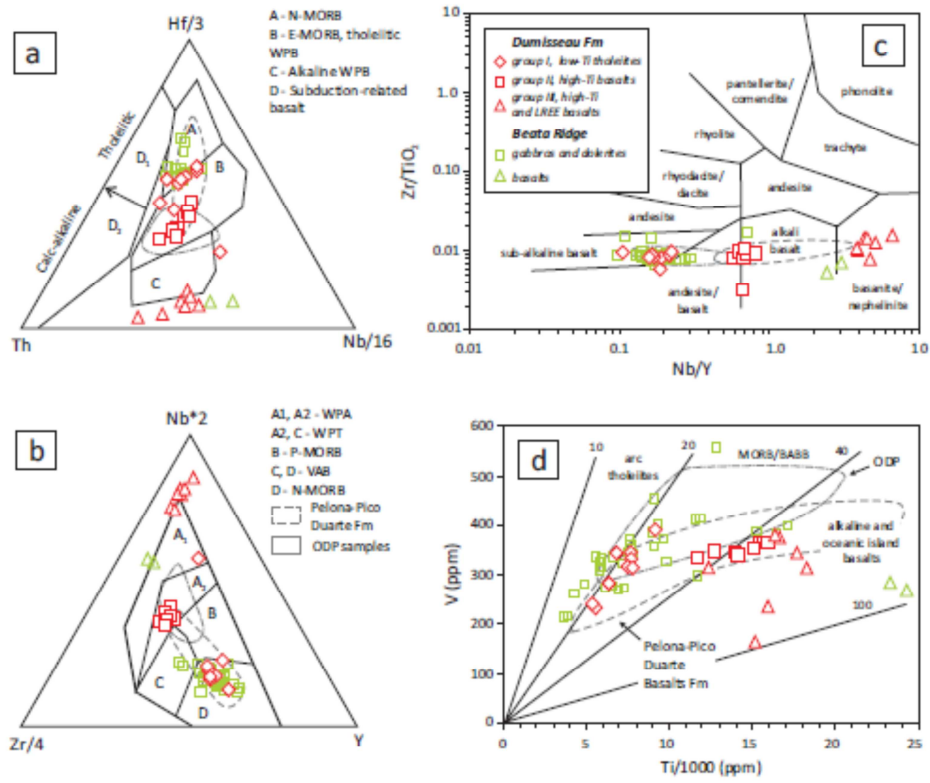 a
Hf/3
A - N-MORB
B - E-MORB, tholeiitic
WPB
C - Alkaline WPB
D - Subduction-related
basalt
Tholeiitic
Calc-alkaline
A
B
C
D1
D2
Th
Nb/16
c
Dumisseau Fm
group I, low-Ti tholeiites
group II, high-Ti basalts
group III, high-Ti
and LREE basalts
Beata Ridge
gabbros and dolerites
basalts
pantellerite/
comendite
phonolite
rhyolite
trachyte
rhyodacite/
dacite
andesite
andesite
alkali
basalt
sub-alkaline basalt
andesite/
basalt
basanite/
nephelinite
Zr/TiO2
10
1.0
0.10
0.01
0.001
0.01
0.1
1.0
10
Nb/Y
b
Nb*2
A1, A2 - WPA
A2, C - WPT
B - P-MORB
C, D - VAB
D - N-MORB
Pelona-Pico
Duarte Fm
ODP samples
A1
A2
B
C
D
Zr/4
Y
d
V (ppm)
600
500
400
300
200
100
0
10
20
40
100
arc
tholeiites
MORB/BABB
ODP
alkaline and
oceanic island
basalts
Pelona-Pico
Duarte
Basalts Fm
0
5
10
15
20
25
Ti/1000 (ppm)